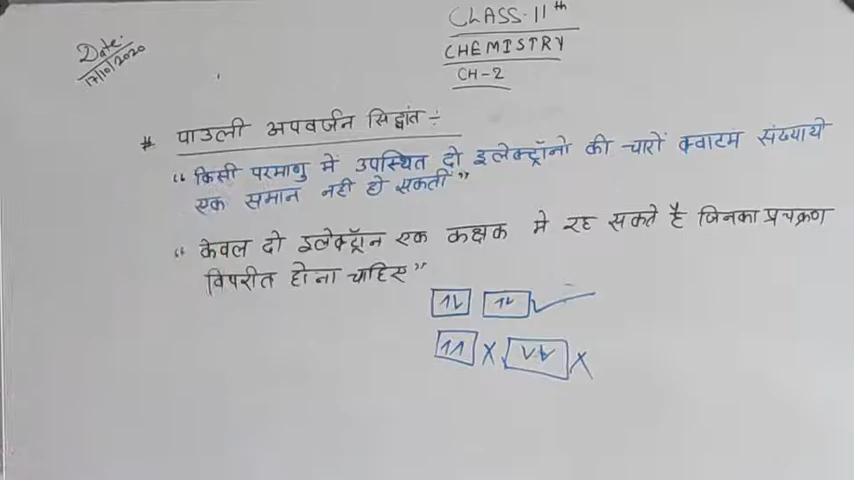 CLASS-11th
Date:
17/10/2020
CHEMISTRY
CH-2
# पाउली अपवर्जन सिद्धांत :-
"किसी परमाणु में उपस्थित दो इलेक्ट्रॉनो की चारों क्वाटम संख्यायें
एक समान नही हो सकतीं"
"केवल दो इलेक्ट्रॉन एक कक्षक मे रह सकते है जिनका प्रचक्रण
विपरीत होना चाहिए"
↑↓ ↑↓ ✓
↑↑ X ↓↓ X